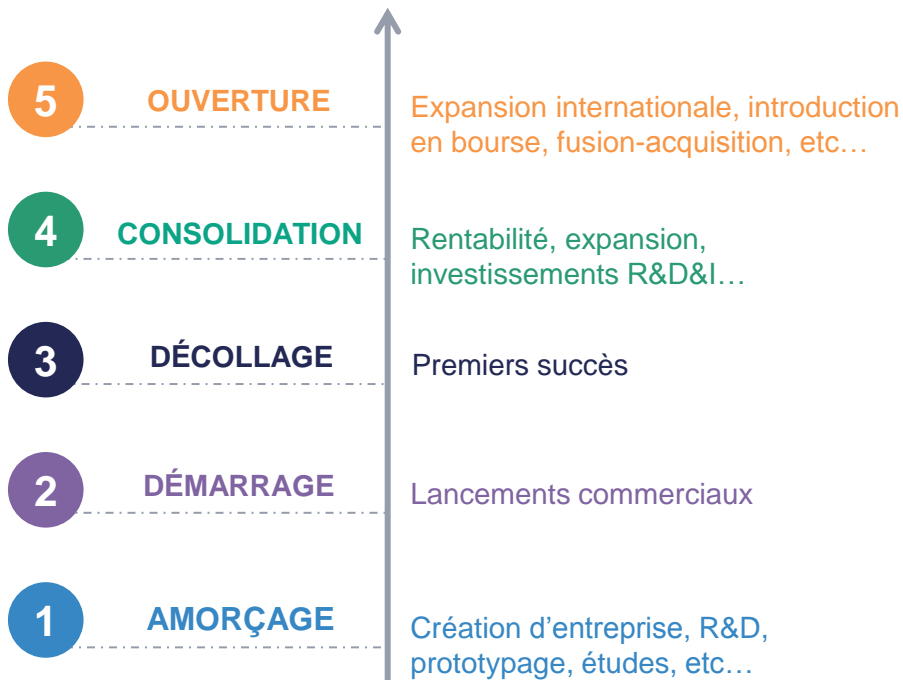 5
OUVERTURE
Expansion internationale, introduction
en bourse, fusion-acquisition, etc…
4
CONSOLIDATION
Rentabilité, expansion,
investissements R&D&I…
3
DÉCOLLAGE
Premiers succès
2
DÉMARRAGE
Lancements commerciaux
1
AMORÇAGE
Création d’entreprise, R&D,
prototypage, études, etc…